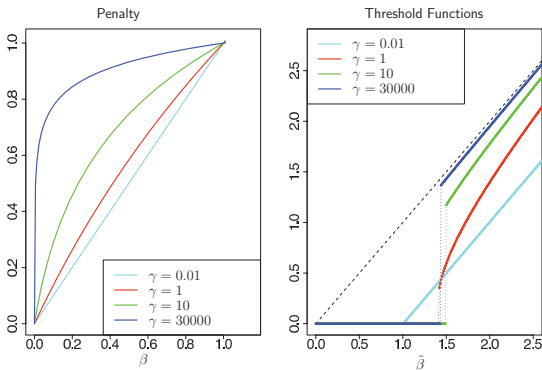 Penalty
1.0
0.8
0.6
0.4
0.2
0.0
γ = 0.01
γ = 1
γ = 10
γ = 30000
0.0 0.2 0.4 0.6 0.8 1.0
β
Threshold Functions
γ = 0.01
γ = 1
γ = 10
γ = 30000
2.5
2.0
1.5
1.0
0.5
0.0
0.0 0.5 1.0 1.5 2.0 2.5
β̃